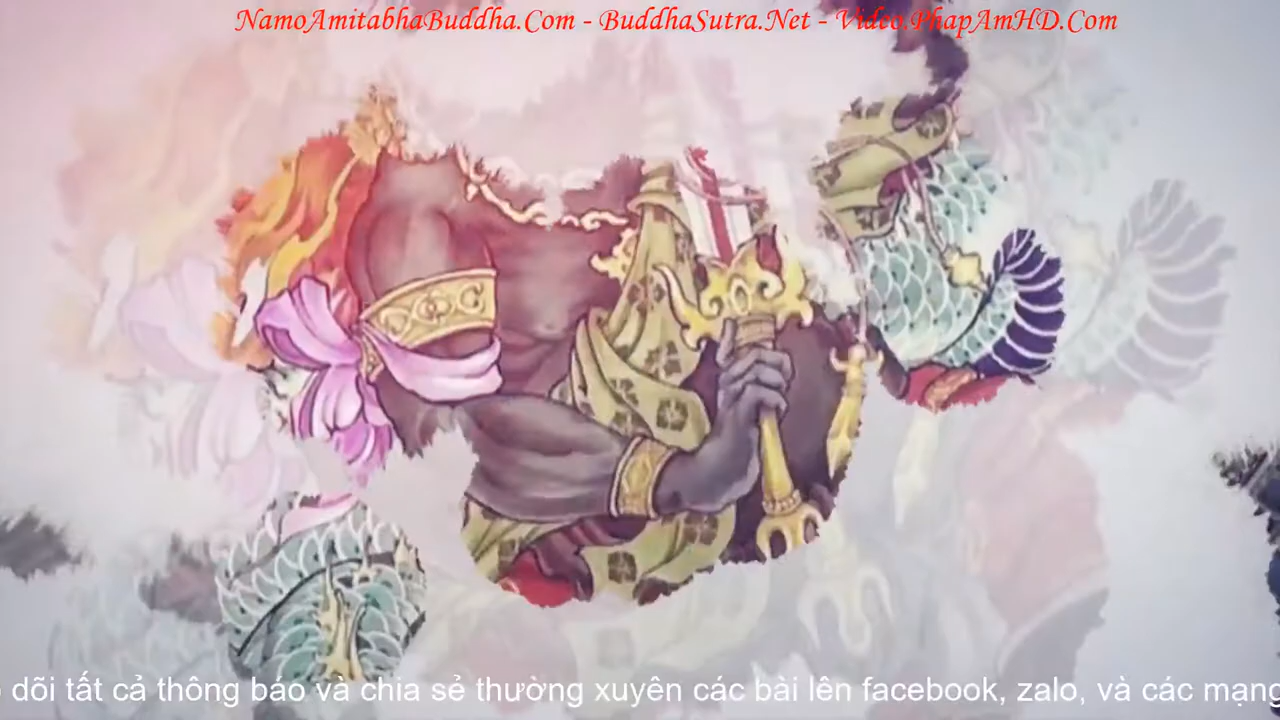 NamoAmitabhaBuddha.Com - BuddhaSutra.Net - Video.PhapAmHD.Com
dõi tất cả thông báo và chia sẻ thường xuyên các bài lên facebook, zalo, và các mạng